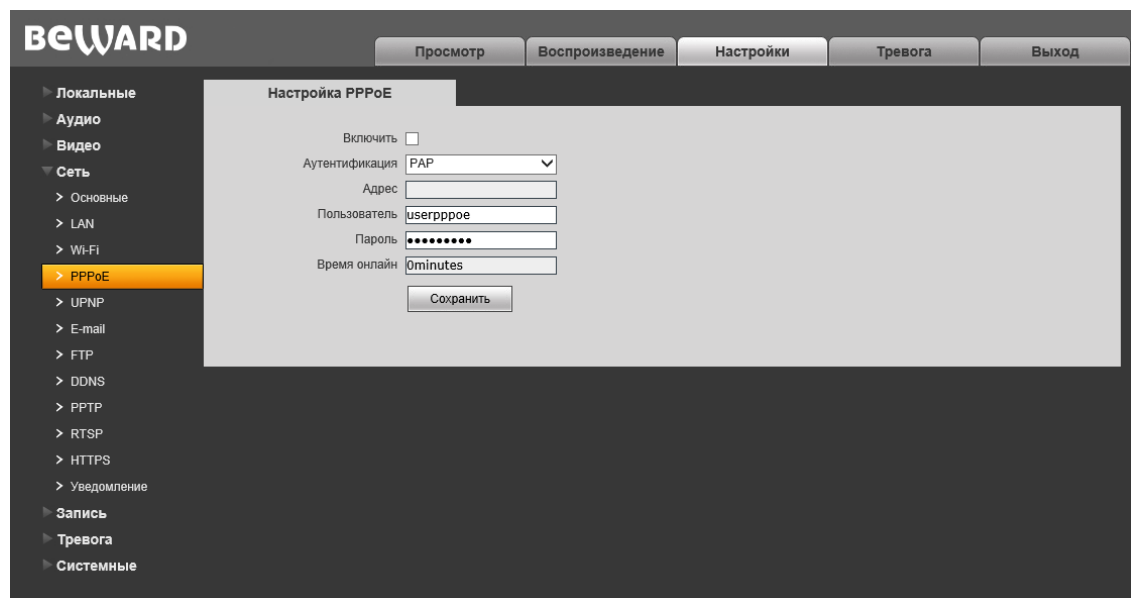 BEWARD
Просмотр
Воспроизведение
Настройки
Тревога
Выход
Локальные
Аудио
Видео
Сеть
> Основные
> LAN
> Wi-Fi
> PPPoE
> UPNP
> E-mail
> FTP
> DDNS
> PPTP
> RTSP
> HTTPS
> Уведомление
Запись
Тревога
Системные
Настройка PPPoE
Включить
Аутентификация PAP
Адрес
Пользователь userpppoe
Пароль •••••••••
Время онлайн 0minutes
Сохранить